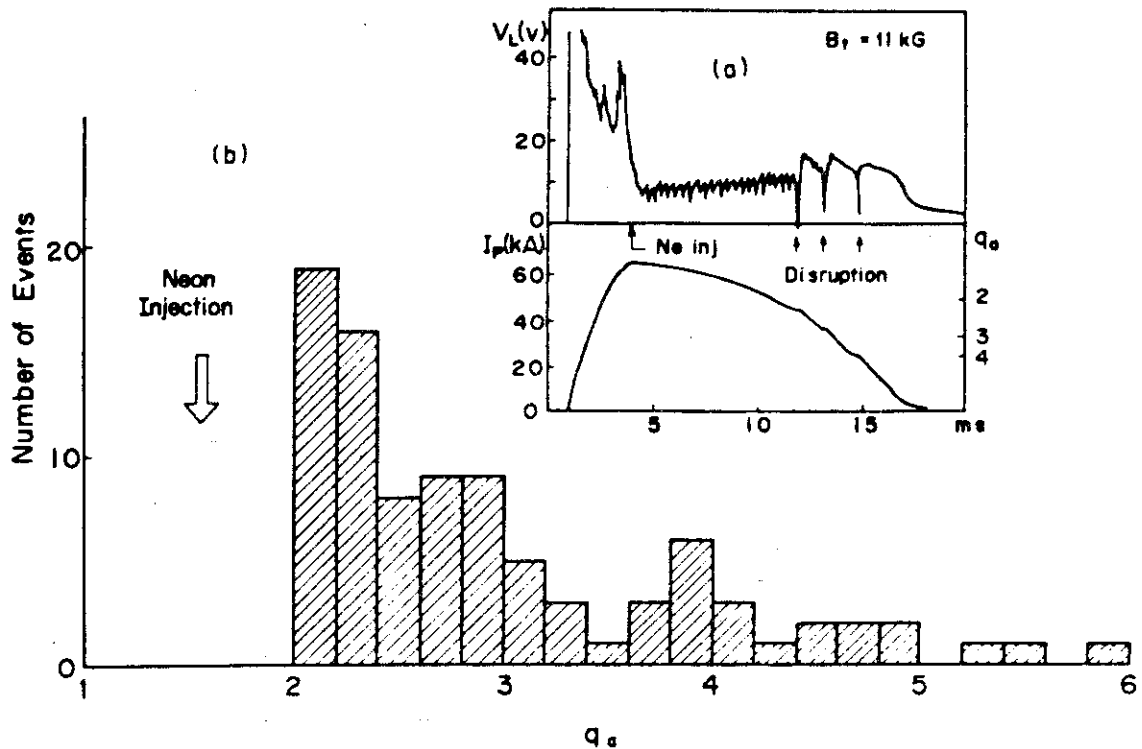 V_L(v)
B_t = 11 kG
40
(a)
20
0
I_P(kA)
Ne inj
q_a
60
Disruption
2
40
3
20
4
0
5
10
15
ms
(b)
Number of Events
20
Neon
Injection
10
0
1
2
3
4
5
6
q_a